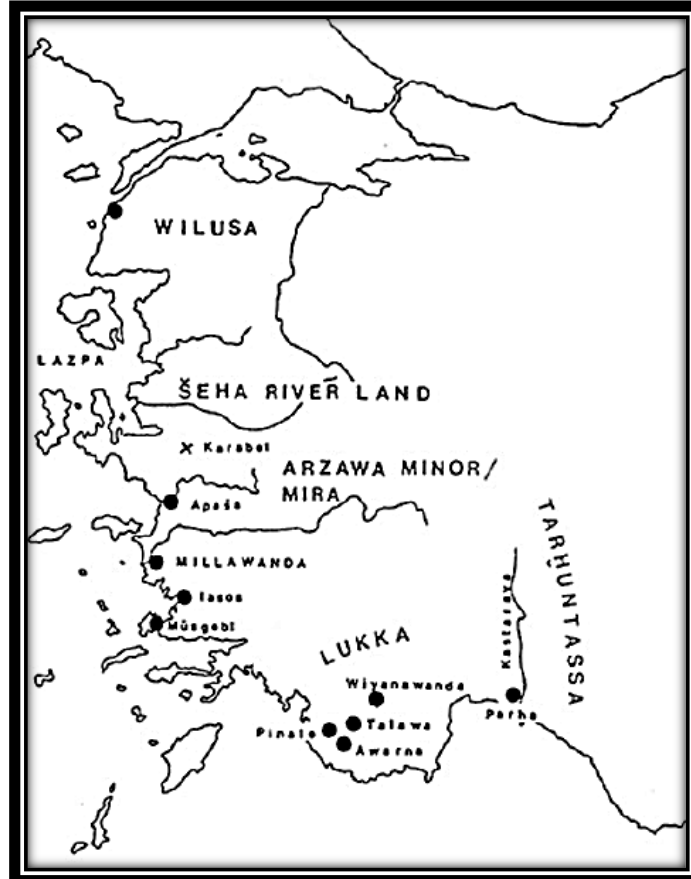 WILUSA
LAZPA
ŠEHA RIVER LAND
Karabel
ARZAWA MINOR/
MIRA
Apaša
MILLAWANDA
Iasos
Müsgebi
LUKKA
TARHUNTASSA
Kastaraya
Wiyanawanda
Parha
Talawa
Pinale
Awarna